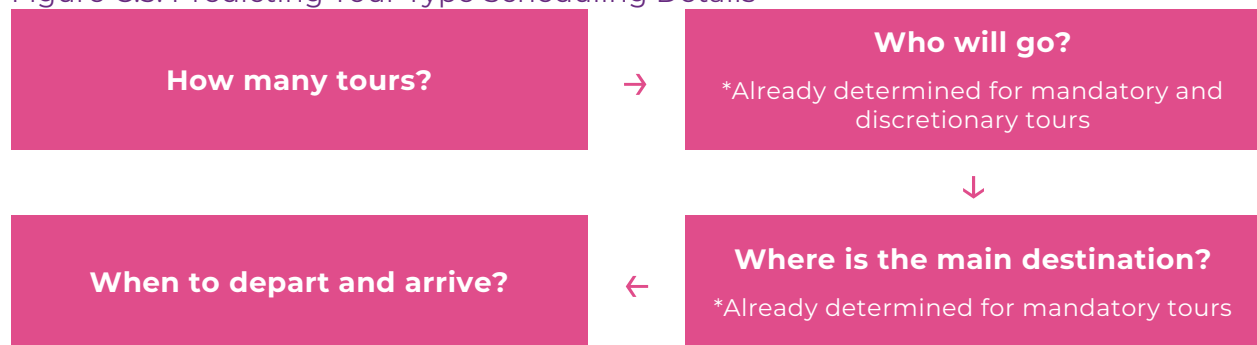 How many tours?
Who will go?
*Already determined for mandatory and
discretionary tours
Where is the main destination?
*Already determined for mandatory tours
When to depart and arrive?